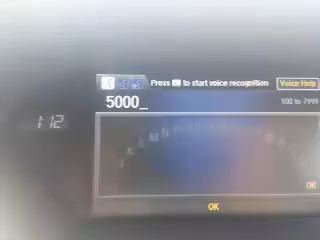 Press to start voice recognition Voice Help
5000_ 100 to 7999
1:12
OK
OK